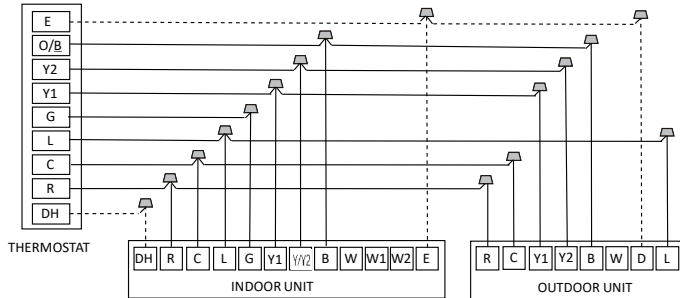 E
O/B
Y2
Y1
G
L
C
R
DH
THERMOSTAT
DH R C L G Y1 Y/Y2 B W W1 W2 E
INDOOR UNIT
R C Y1 Y2 B W D L
OUTDOOR UNIT